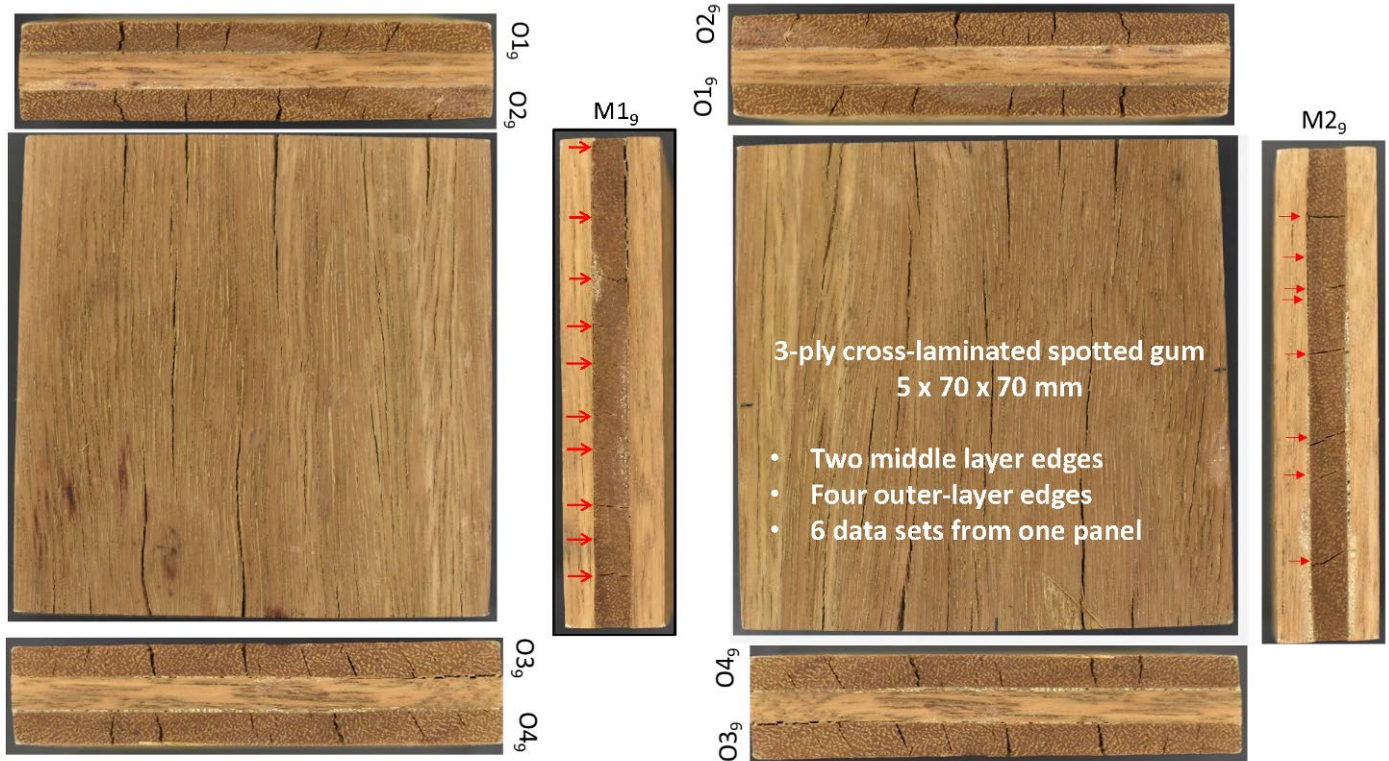 O1₉
O2₉
M1₉
O3₉
O4₉
O2₉
O1₉
M2₉
3-ply cross-laminated spotted gum
5 x 70 x 70 mm
• Two middle layer edges
• Four outer-layer edges
• 6 data sets from one panel
O4₉
O3₉